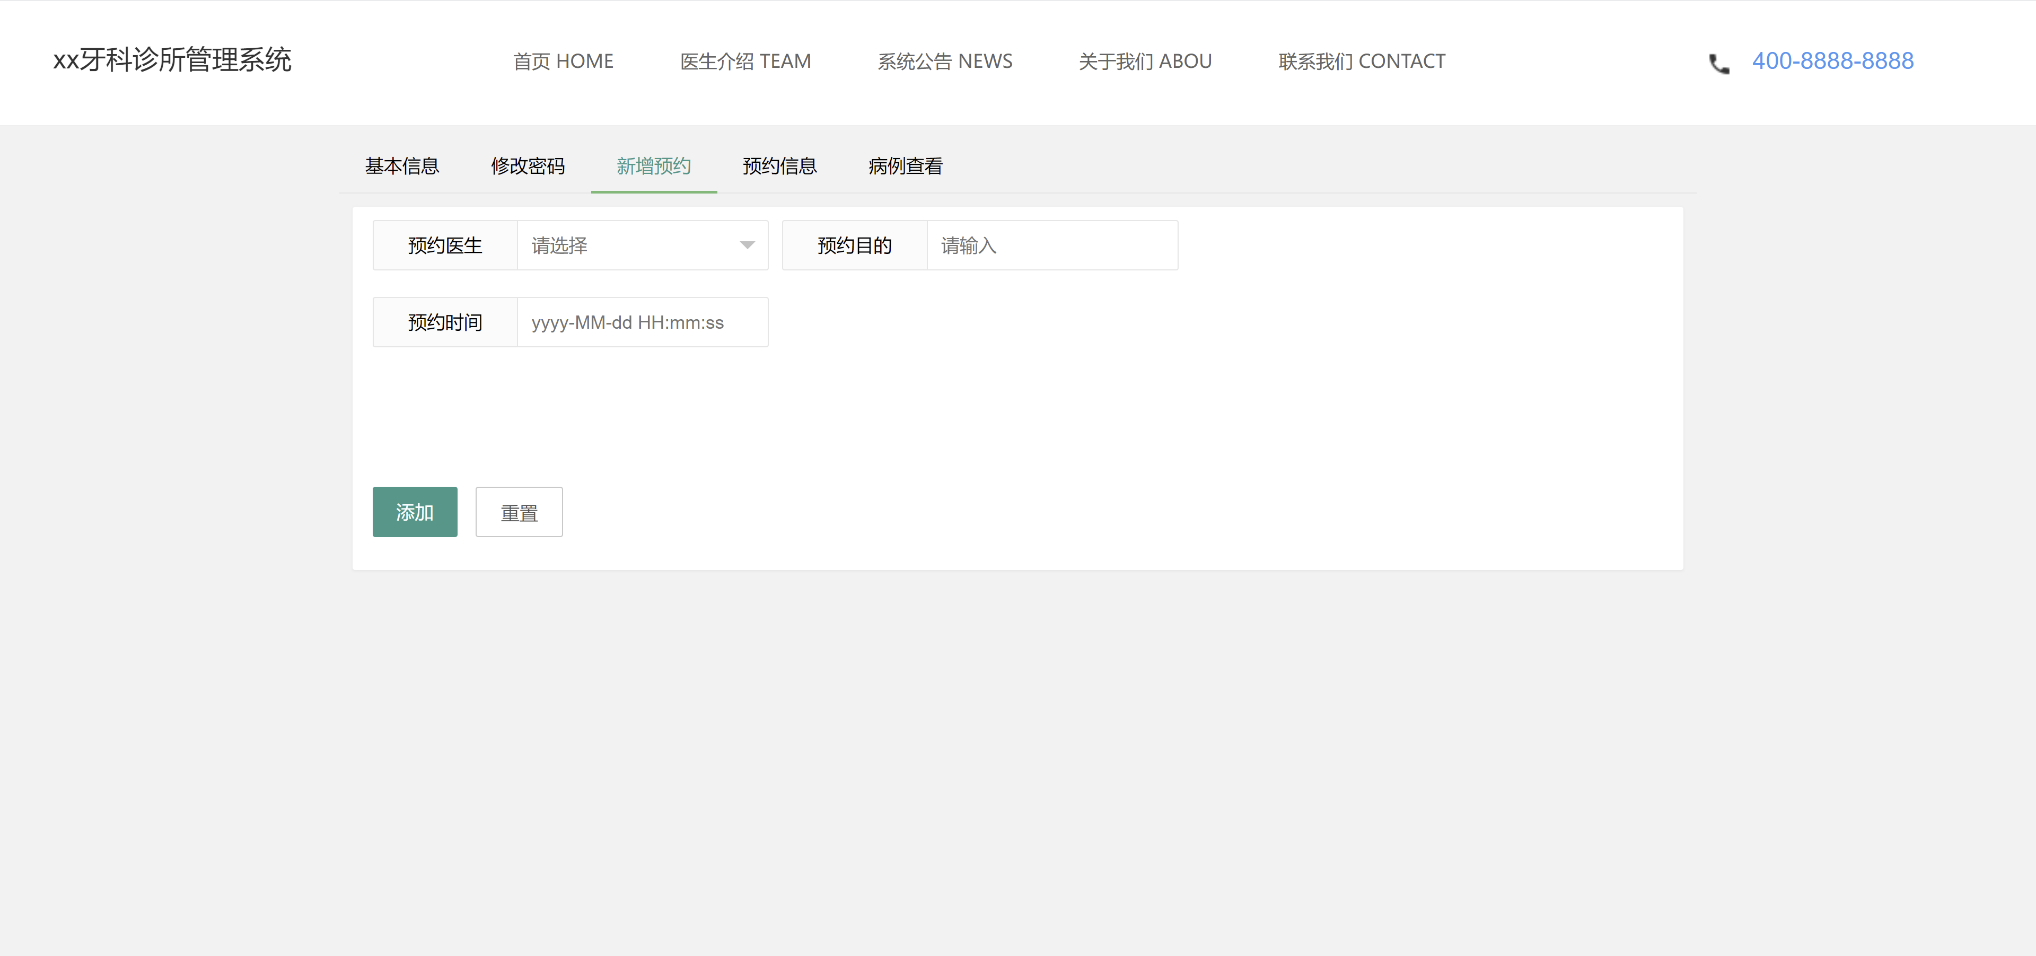 xx牙科诊所管理系统 首页 HOME 医生介绍 TEAM 系统公告 NEWS 关于我们 ABOU 联系我们 CONTACT 400-8888-8888
基本信息 修改密码 新增预约 预约信息 病例查看
预约医生 请选择 预约目的 请输入
预约时间 yyyy-MM-dd HH:mm:ss
添加 重置